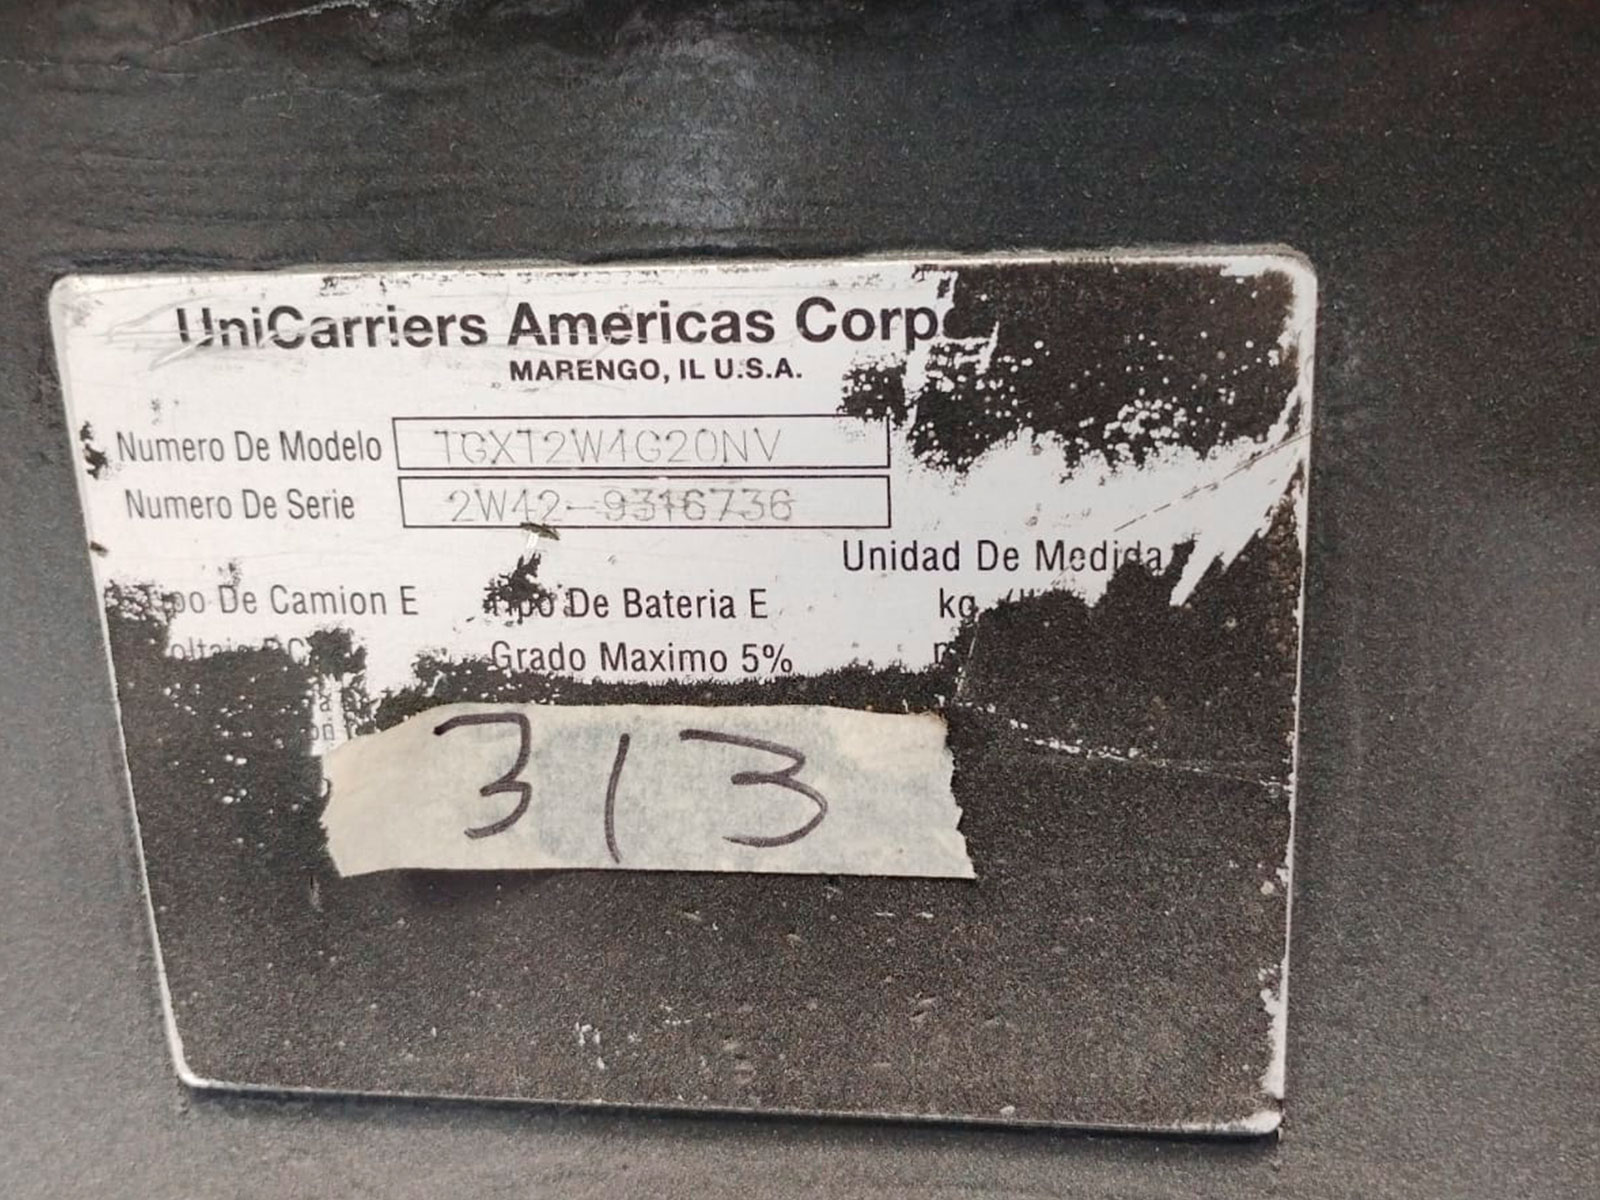 UniCarriers Americas Corp
MARENGO, IL U.S.A.
Numero De Modelo TGXT2W4G20NV
Numero De Serie 2W42-9316736
Unidad De Medida
Tipo De Camion E Tipo De Bateria E kg
Grado Maximo 5%
313